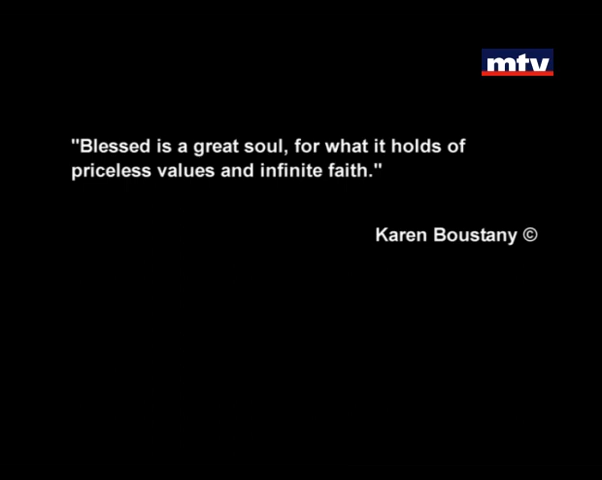 mtv
"Blessed is a great soul, for what it holds of
priceless values and infinite faith."
Karen Boustany ©